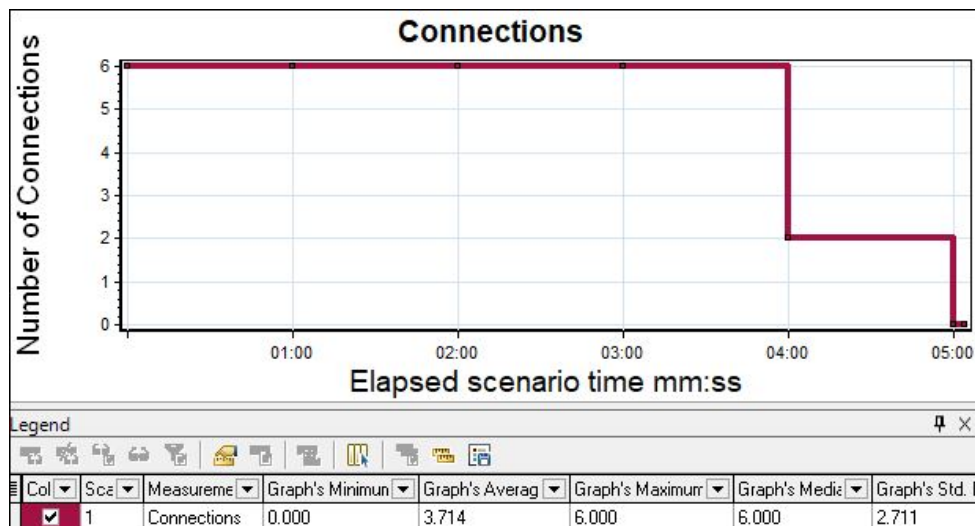 Connections
Number of Connections
6
5
4
3
2
1
0
01:00 02:00 03:00 04:00 05:00
Elapsed scenario time mm:ss
Legend
Col Sca Measureme Graph's Minimun Graph's Averag Graph's Maximur Graph's Media Graph's Std.
1 Connections 0.000 3.714 6.000 6.000 2.711